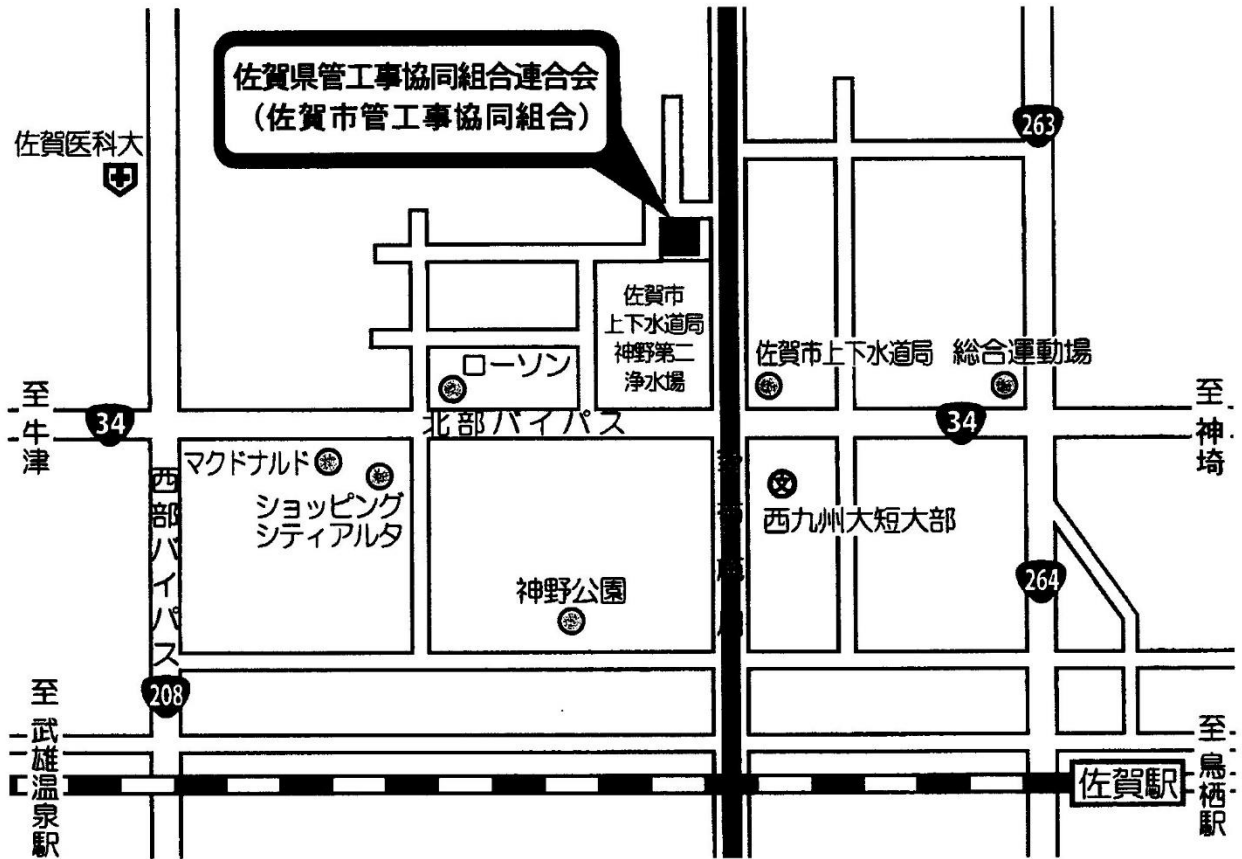 佐賀県管工事協同組合連合会
（佐賀市管工事協同組合）
263
佐賀医科大
佐賀市
上下水道局
神野第二
浄水場
佐賀市上下水道局
総合運動場
ローソン
至牛津
34
北部バイパス
34
至神埼
マクドナルド
ショッピング
シティアルタ
西部バイパス
西九州大短大部
264
神野公園
208
至武雄温泉駅
佐賀駅
至鳥栖駅